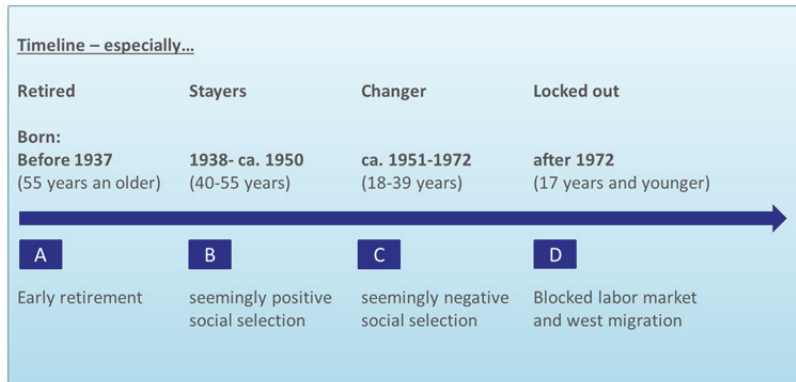 Timeline – especially…
Retired Stayers Changer Locked out
Born:
Before 1937 1938- ca. 1950 ca. 1951-1972 after 1972
(55 years an older) (40-55 years) (18-39 years) (17 years and younger)
A B C D
Early retirement seemingly positive seemingly negative Blocked labor market
social selection social selection and west migration